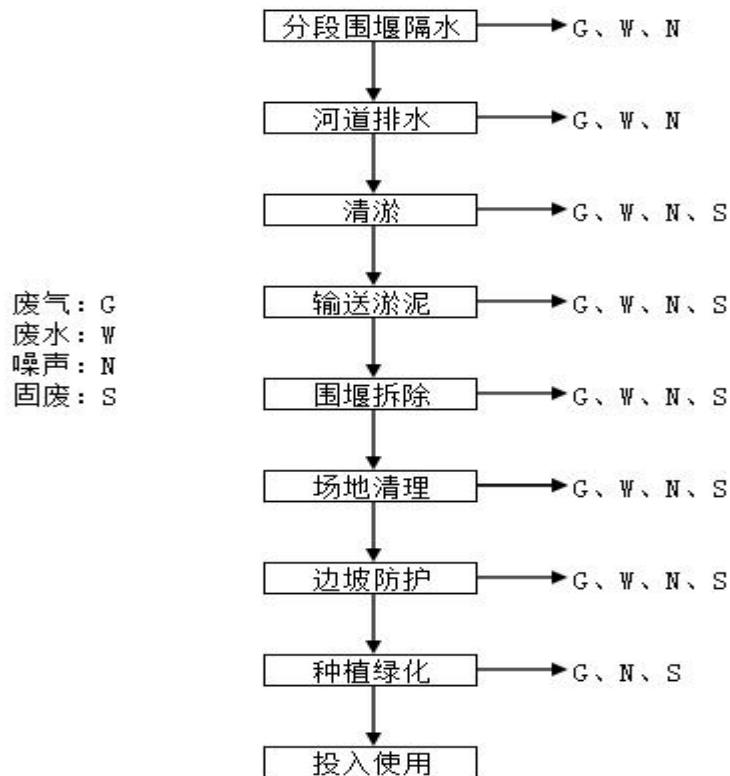 分段围堰隔水
G、W、N
河道排水
G、W、N
清淤
G、W、N、S
输送淤泥
G、W、N、S
废气：G
废水：W
噪声：N
固废：S
围堰拆除
G、W、N、S
场地清理
G、W、N、S
边坡防护
G、W、N、S
种植绿化
G、N、S
投入使用